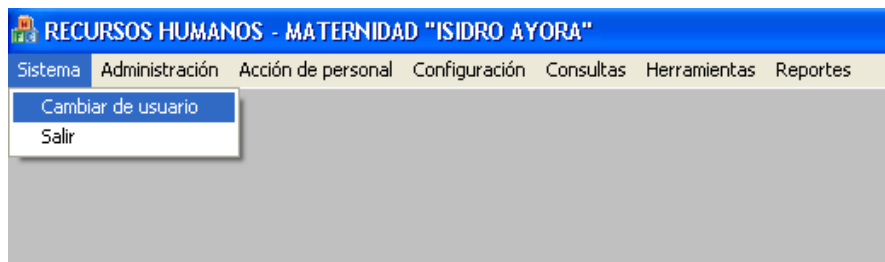 RECURSOS HUMANOS - MATERNIDAD "ISIDRO AYORA"
Sistema Administración Acción de personal Configuración Consultas Herramientas Reportes
Cambiar de usuario
Salir